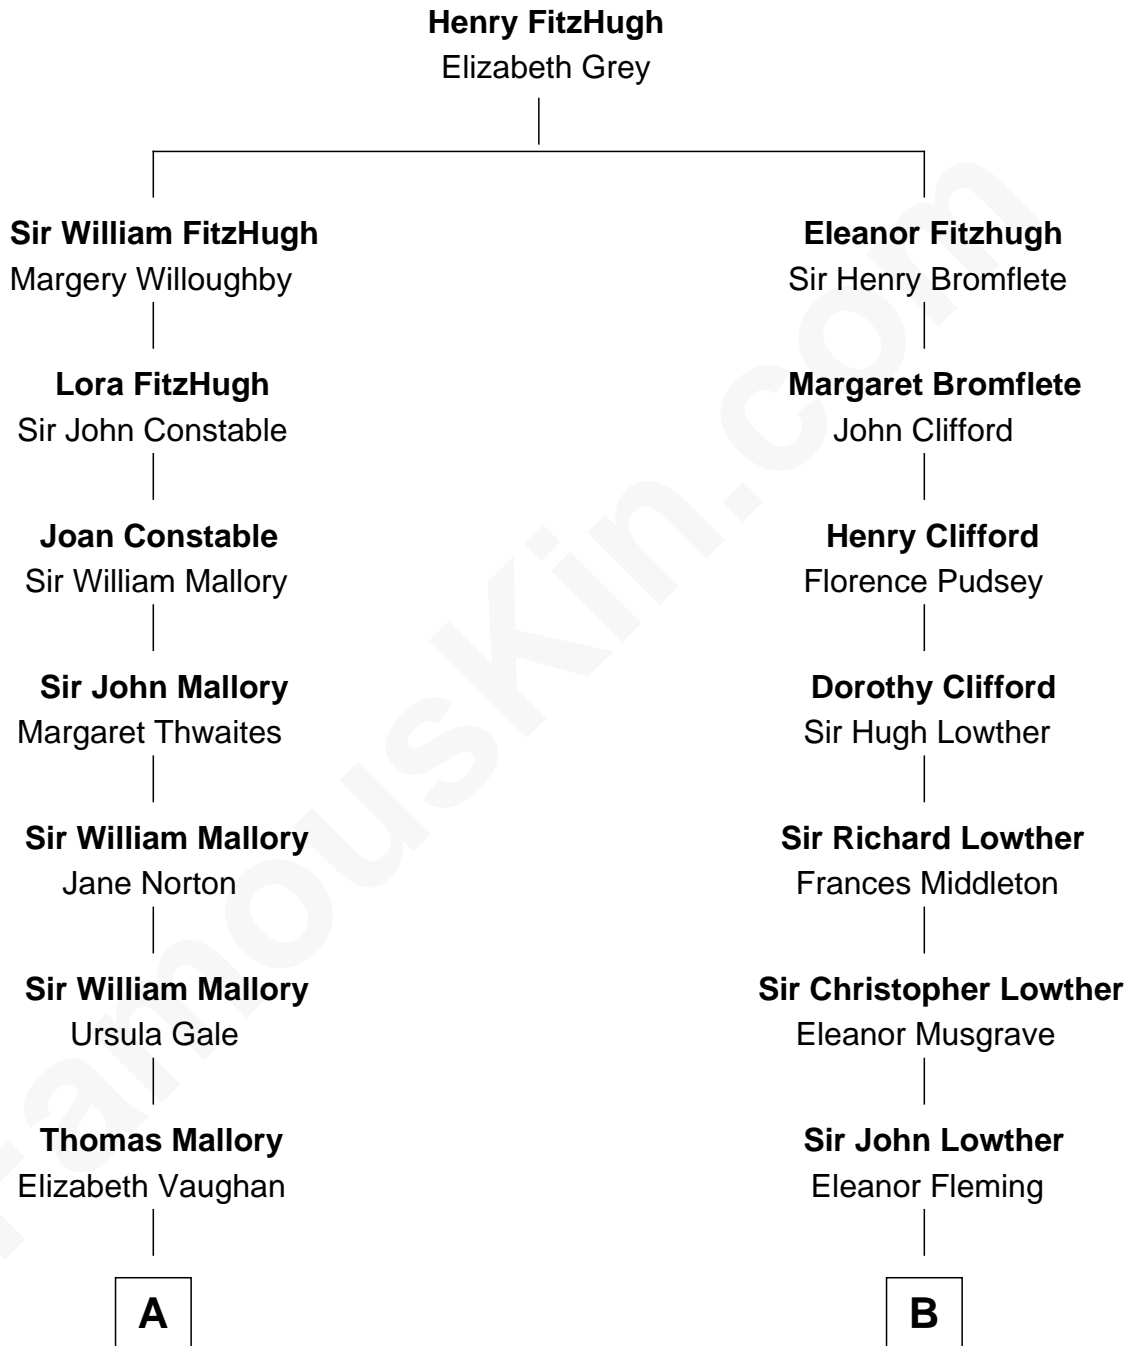 Henry FitzHugh
Elizabeth Grey
Sir William FitzHugh
Margery Willoughby
Lora FitzHugh
Sir John Constable
Joan Constable
Sir William Mallory
Sir John Mallory
Margaret Thwaites
Sir William Mallory
Jane Norton
Sir William Mallory
Ursula Gale
Thomas Mallory
Elizabeth Vaughan
A
Eleanor Fitzhugh
Sir Henry Bromflete
Margaret Bromflete
John Clifford
Henry Clifford
Florence Pudsey
Dorothy Clifford
Sir Hugh Lowther
Sir Richard Lowther
Frances Middleton
Sir Christopher Lowther
Eleanor Musgrave
Sir John Lowther
Eleanor Fleming
B
FamousKin.com